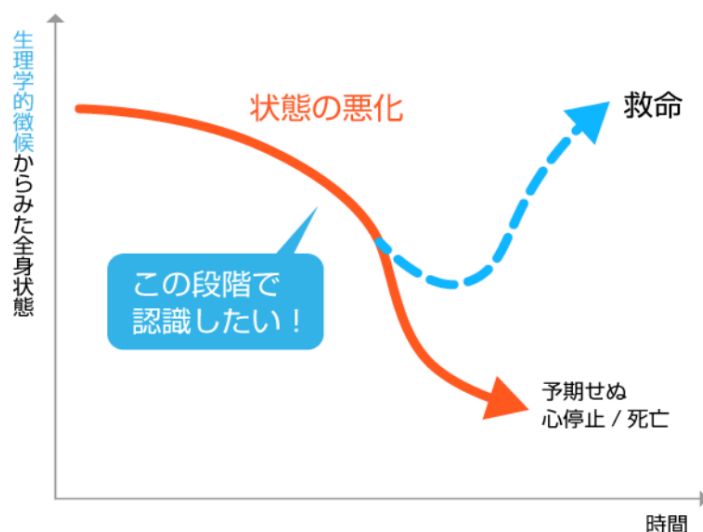 生理学的徴候からみた全身状態
状態の悪化
救命
この段階で
認識したい！
予期せぬ
心停止 / 死亡
時間